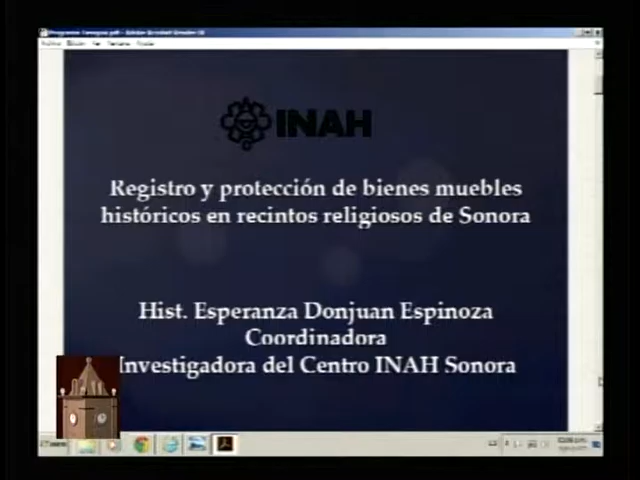 INAH
Registro y protección de bienes muebles
históricos en recintos religiosos de Sonora
Hist. Esperanza Donjuan Espinoza
Coordinadora
Investigadora del Centro INAH Sonora